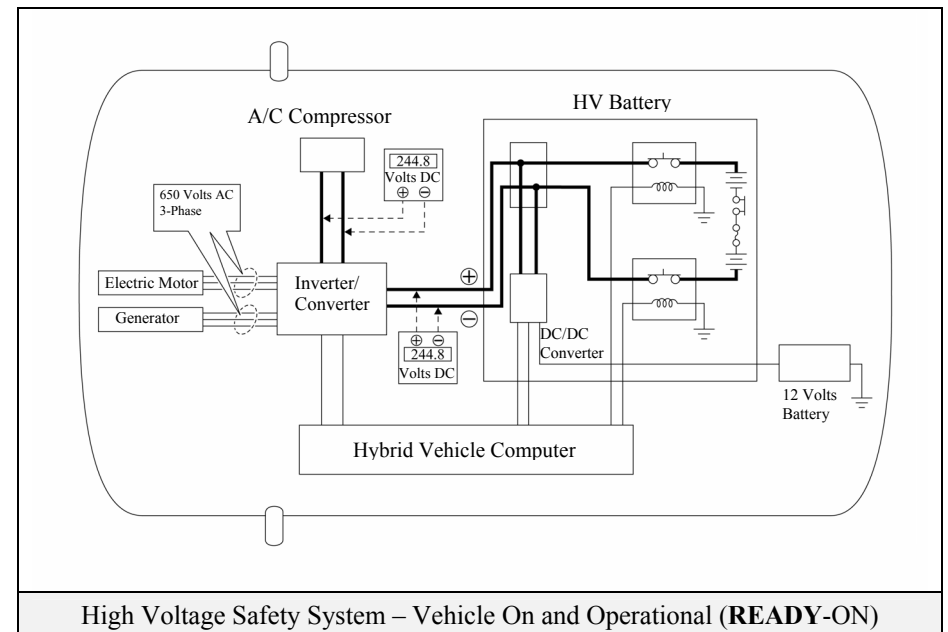 HV Battery
A/C Compressor
244.8
Volts DC
⊕ ⊖
650 Volts AC
3-Phase
Electric Motor
Generator
Inverter/
Converter
⊕
⊖
⊕ ⊖
244.8
Volts DC
DC/DC
Converter
12 Volts
Battery
Hybrid Vehicle Computer
High Voltage Safety System – Vehicle On and Operational (READY-ON)